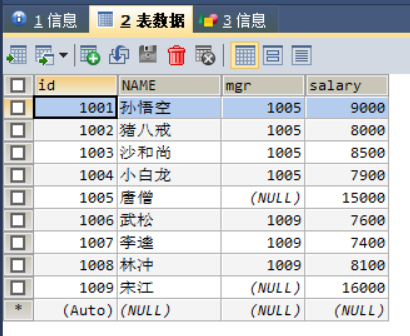 1 信息 2 表数据 3 信息
id NAME mgr salary
1001 孙悟空 1005 9000
1002 猪八戒 1005 8000
1003 沙和尚 1005 8500
1004 小白龙 1005 7900
1005 唐僧 (NULL) 15000
1006 武松 1009 7600
1007 李逵 1009 7400
1008 林冲 1009 8100
1009 宋江 (NULL) 16000
* (Auto) (NULL) (NULL) (NULL)